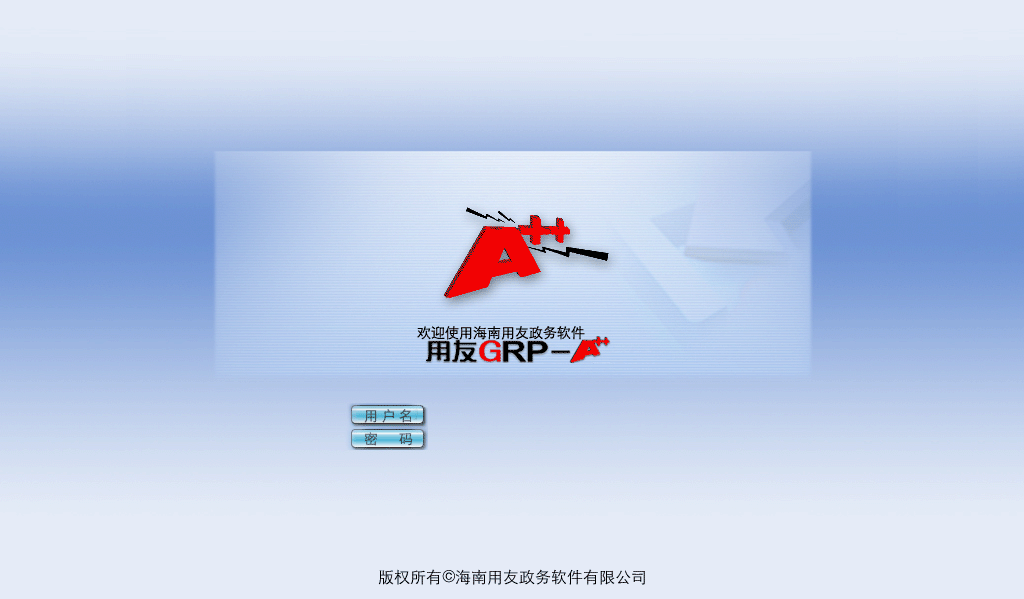 A++
欢迎使用海南用友政务软件
用友GRP-A++
用户名
密 码
版权所有©海南用友政务软件有限公司